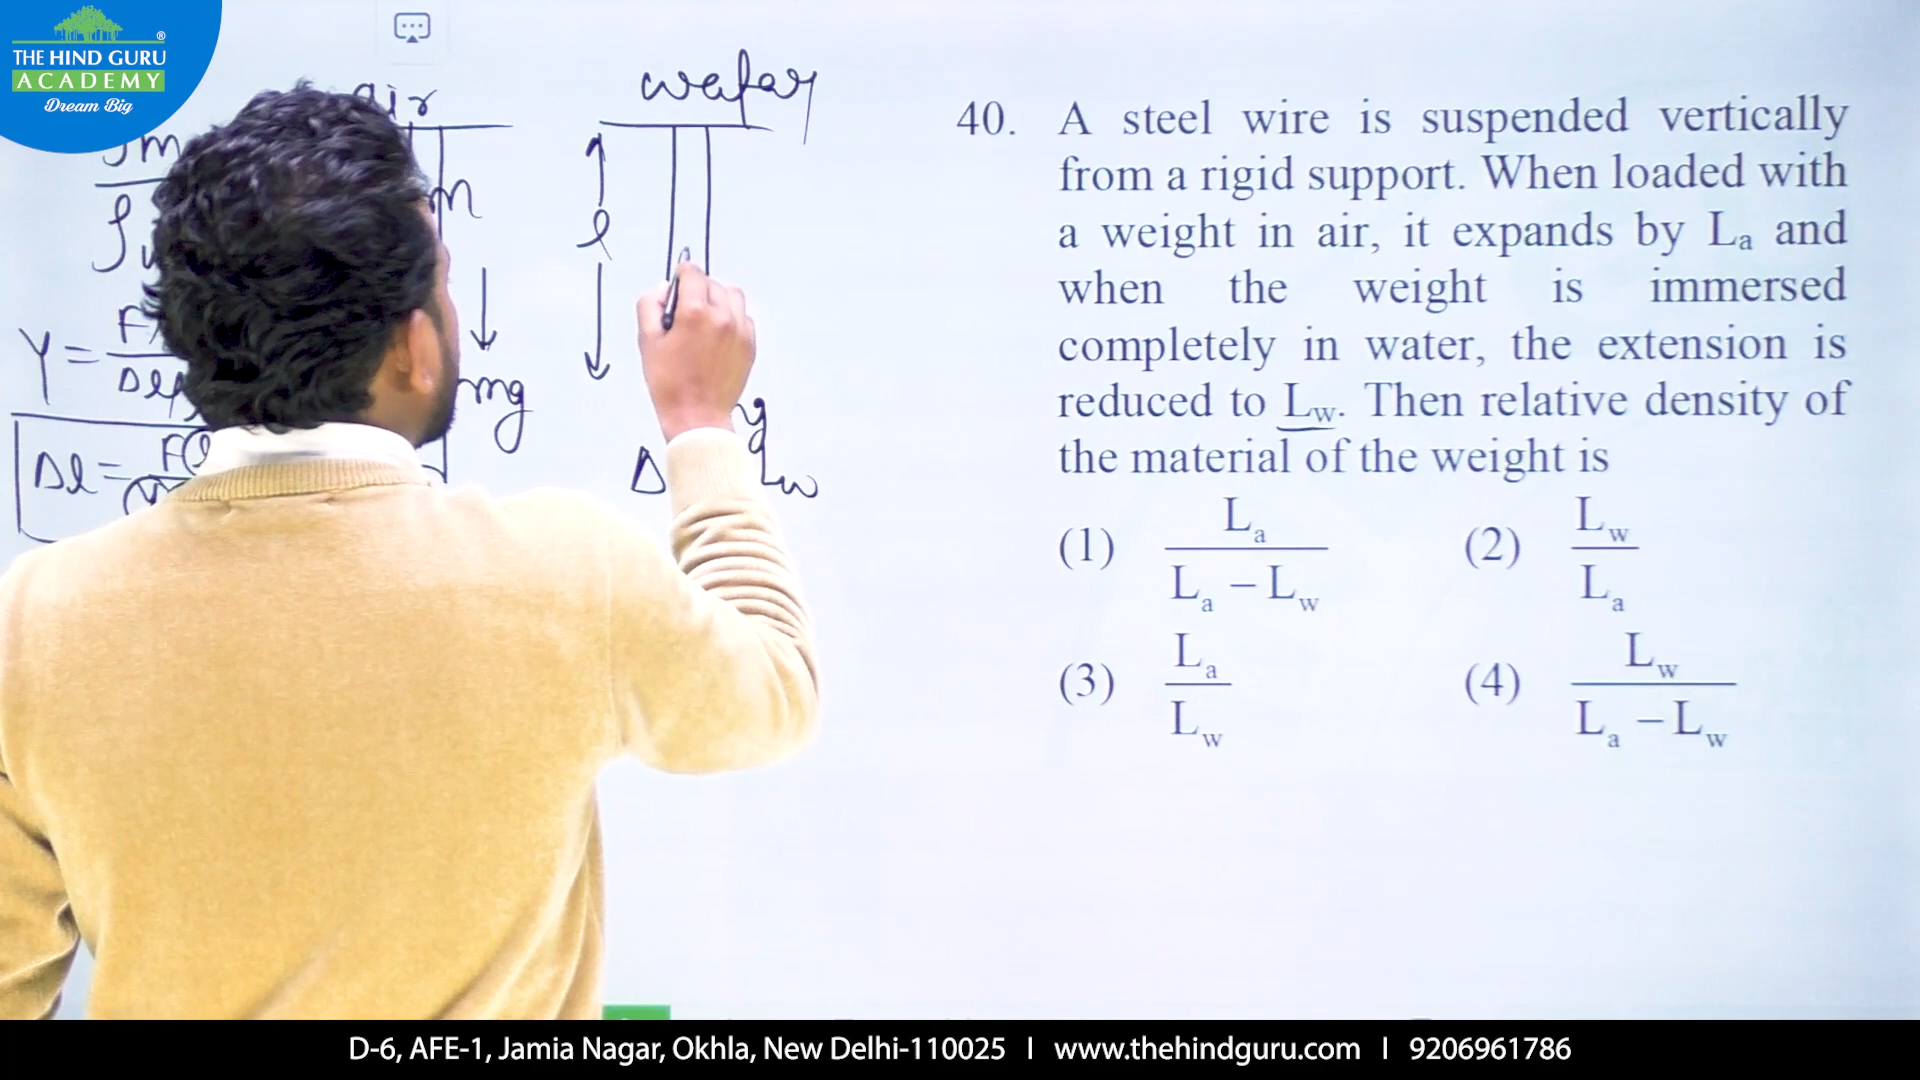 THE HIND GURU
ACADEMY
Dream Big
air
water
m
l
Y =
mg
Δl =
Lw
40. A steel wire is suspended vertically
from a rigid support. When loaded with
a weight in air, it expands by Lₐ and
when the weight is immersed
completely in water, the extension is
reduced to L_w. Then relative density of
the material of the weight is
(1) Lₐ / (Lₐ − L_w) (2) L_w / Lₐ
(3) Lₐ / L_w (4) L_w / (Lₐ − L_w)
D-6, AFE-1, Jamia Nagar, Okhla, New Delhi-110025 I www.thehindguru.com I 9206961786